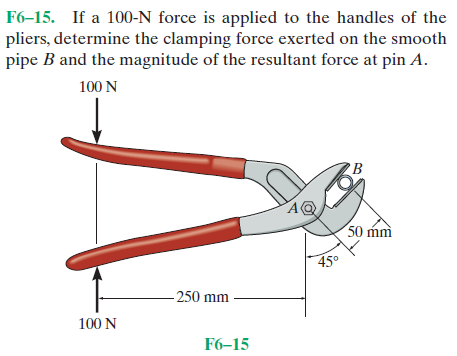 F6–15. If a 100-N force is applied to the handles of the
pliers, determine the clamping force exerted on the smooth
pipe B and the magnitude of the resultant force at pin A.
100 N
B
A
50 mm
45°
250 mm
100 N
F6–15